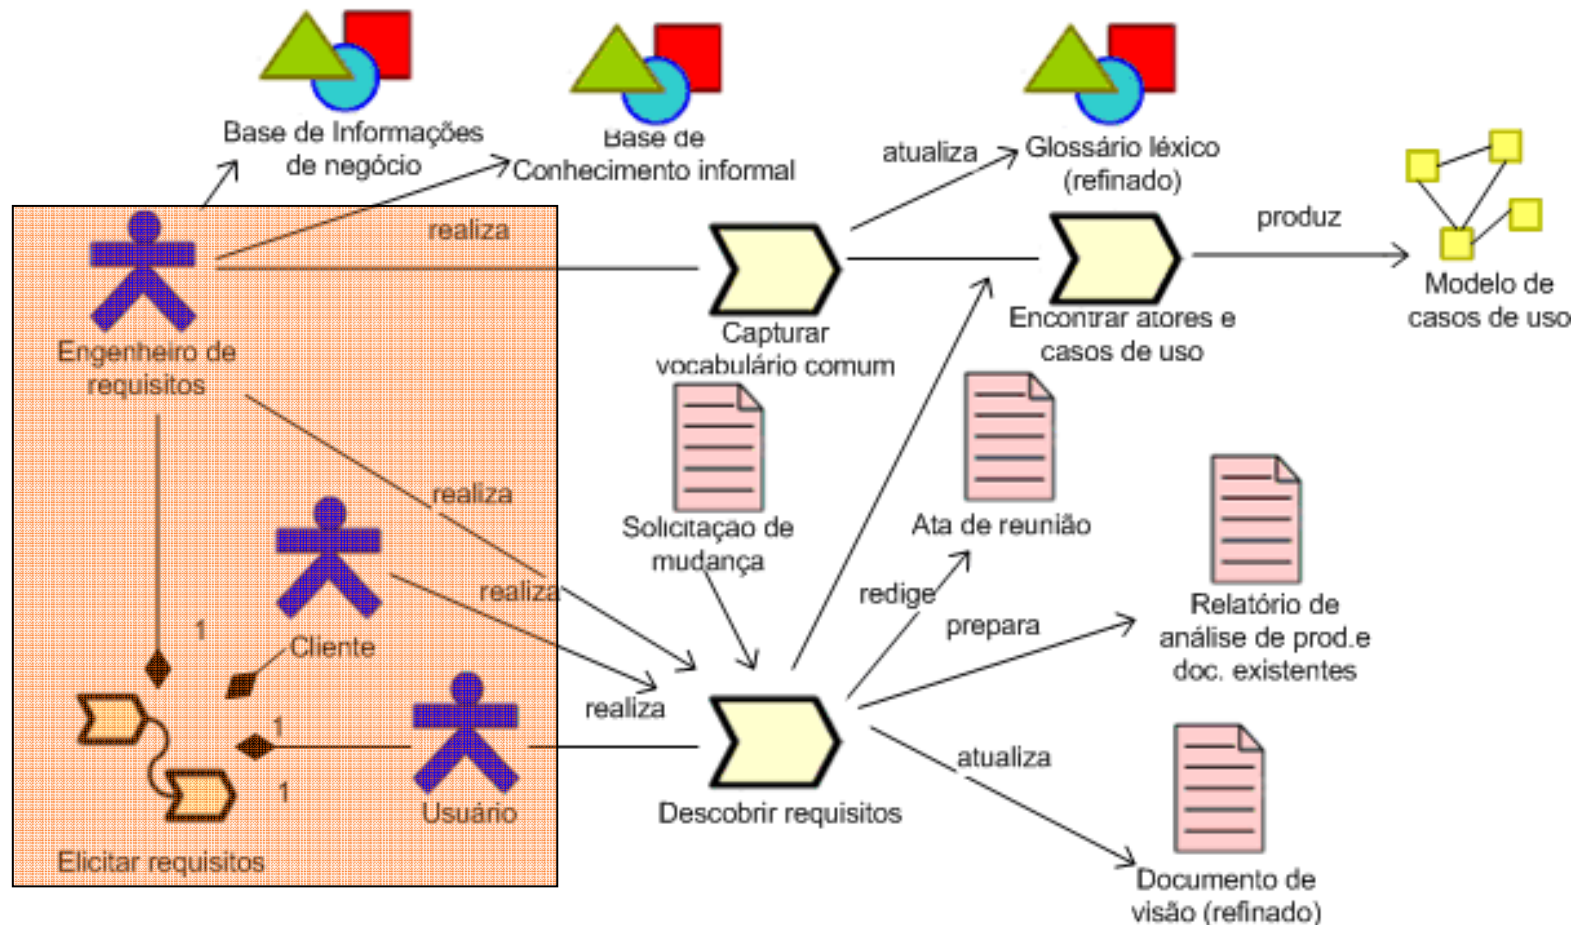 Base de Informações
de negócio
Base de
Conhecimento informal
atualiza
Glossário léxico
(refinado)
realiza
produz
Engenheiro de
requisitos
Capturar
vocabulário comum
Encontrar atores e
casos de uso
Modelo de
casos de uso
realiza
Solicitação de
mudança
Ata de reunião
realiza
redige
prepara
Relatório de
análise de prod.e
doc. existentes
1
Cliente
realiza
1
atualiza
1
Usuário
Descobrir requisitos
Elicitar requisitos
Documento de
visão (refinado)